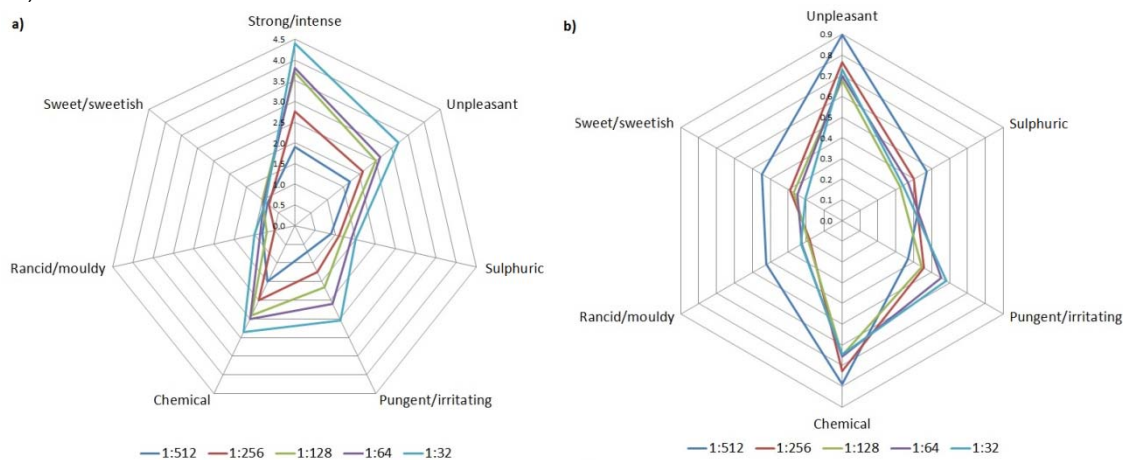 a)
Strong/intense
4.5
4.0
3.5
3.0
2.5
2.0
1.5
1.0
0.5
0.0
Unpleasant
Sulphuric
Pungent/irritating
Chemical
Rancid/mouldy
Sweet/sweetish
1:512 1:256 1:128 1:64 1:32
b)
Unpleasant
0.9
0.8
0.7
0.6
0.5
0.4
0.3
0.2
0.1
0.0
Sulphuric
Pungent/irritating
Chemical
Rancid/mouldy
Sweet/sweetish
1:512 1:256 1:128 1:64 1:32